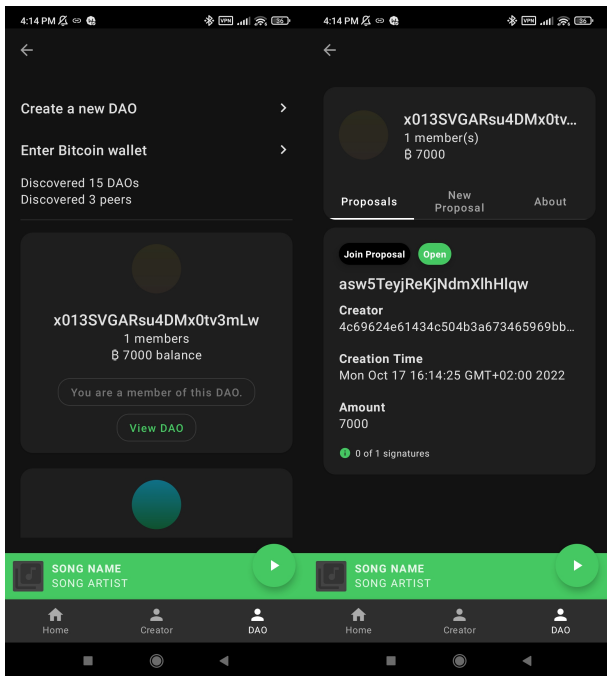 4:14 PM
VPN
36
Create a new DAO
Enter Bitcoin wallet
Discovered 15 DAOs
Discovered 3 peers
x013SVGARsu4DMx0tv3mLw
1 members
₿ 7000 balance
You are a member of this DAO.
View DAO
SONG NAME
SONG ARTIST
Home
Creator
DAO
4:14 PM
VPN
36
x013SVGARsu4DMx0tv...
1 member(s)
₿ 7000
Proposals
New
Proposal
About
Join Proposal
Open
asw5TeyjReKjNdmXlhHlqw
Creator
4c69624e61434c504b3a673465969bb...
Creation Time
Mon Oct 17 16:14:25 GMT+02:00 2022
Amount
7000
0 of 1 signatures
SONG NAME
SONG ARTIST
Home
Creator
DAO